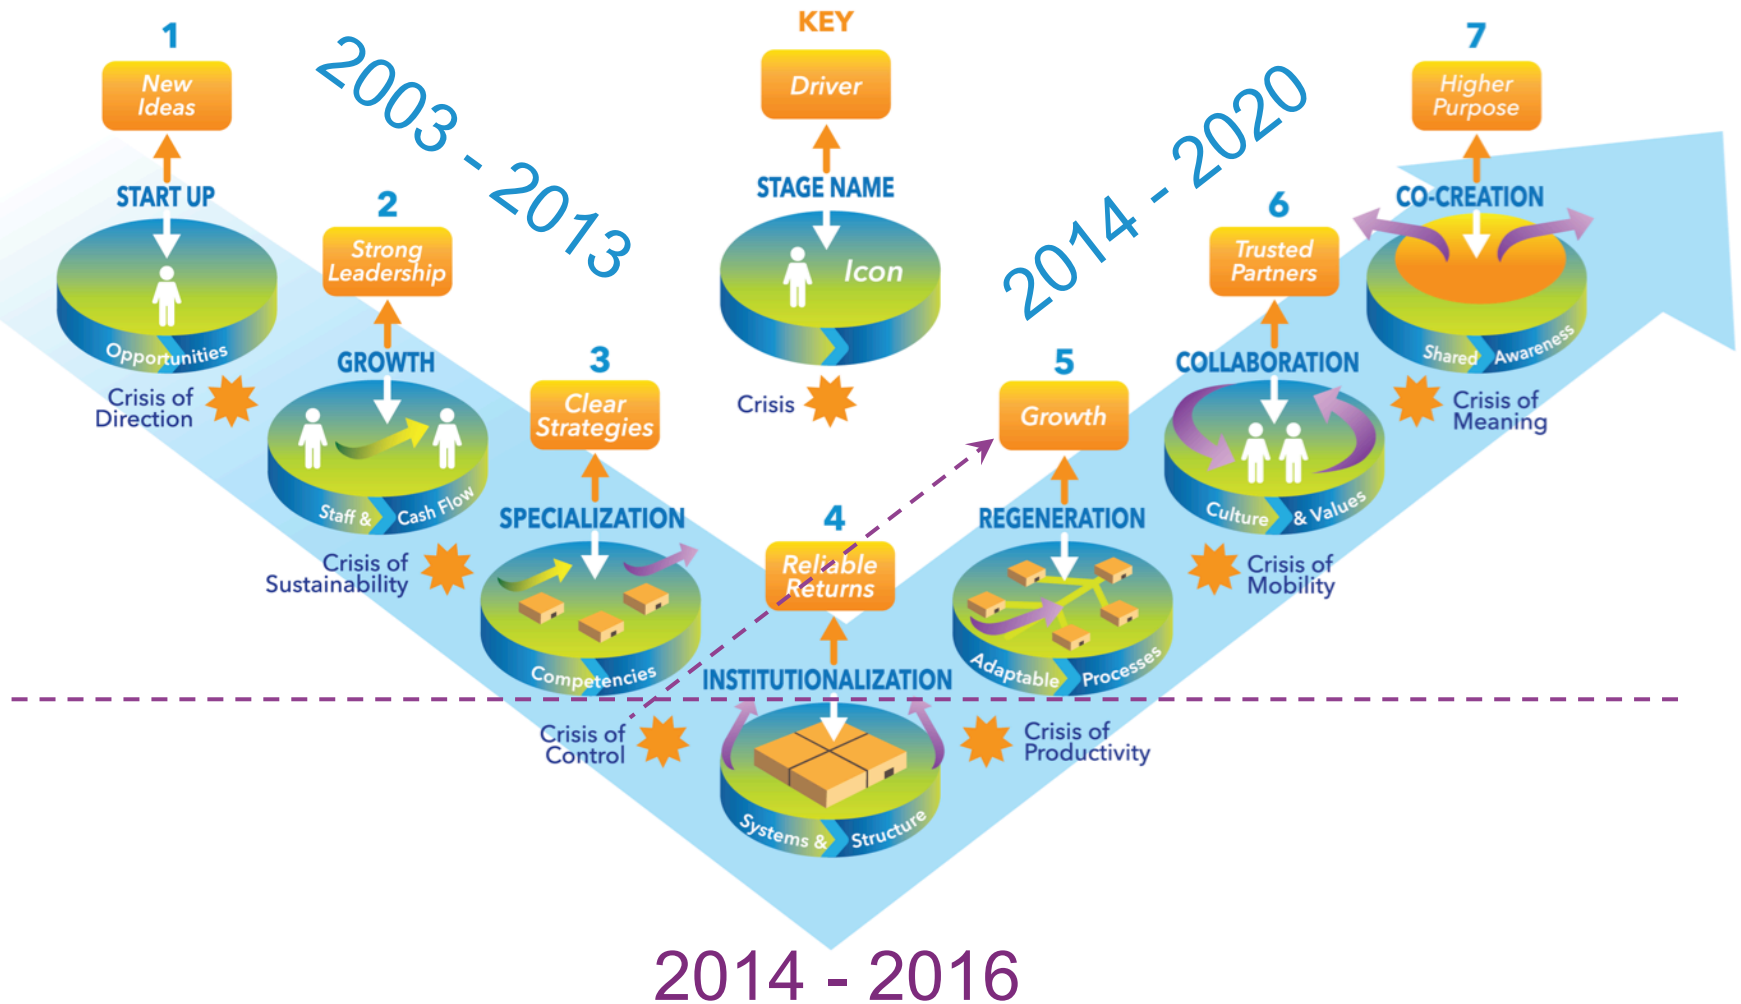 1
New
Ideas
START UP
Opportunities
Crisis of
Direction
2003 - 2013
2
Strong
Leadership
GROWTH
Staff & Cash Flow
Crisis of
Sustainability
3
Clear
Strategies
SPECIALIZATION
Competencies
Crisis of
Control
KEY
Driver
STAGE NAME
Icon
Crisis
4
Reliable
Returns
INSTITUTIONALIZATION
Systems & Structure
Crisis of
Productivity
2014 - 2016
2014 - 2020
5
Growth
REGENERATION
Adaptable Processes
Crisis of
Mobility
6
Trusted
Partners
COLLABORATION
Culture & Values
Crisis of
Meaning
7
Higher
Purpose
CO-CREATION
Shared Awareness